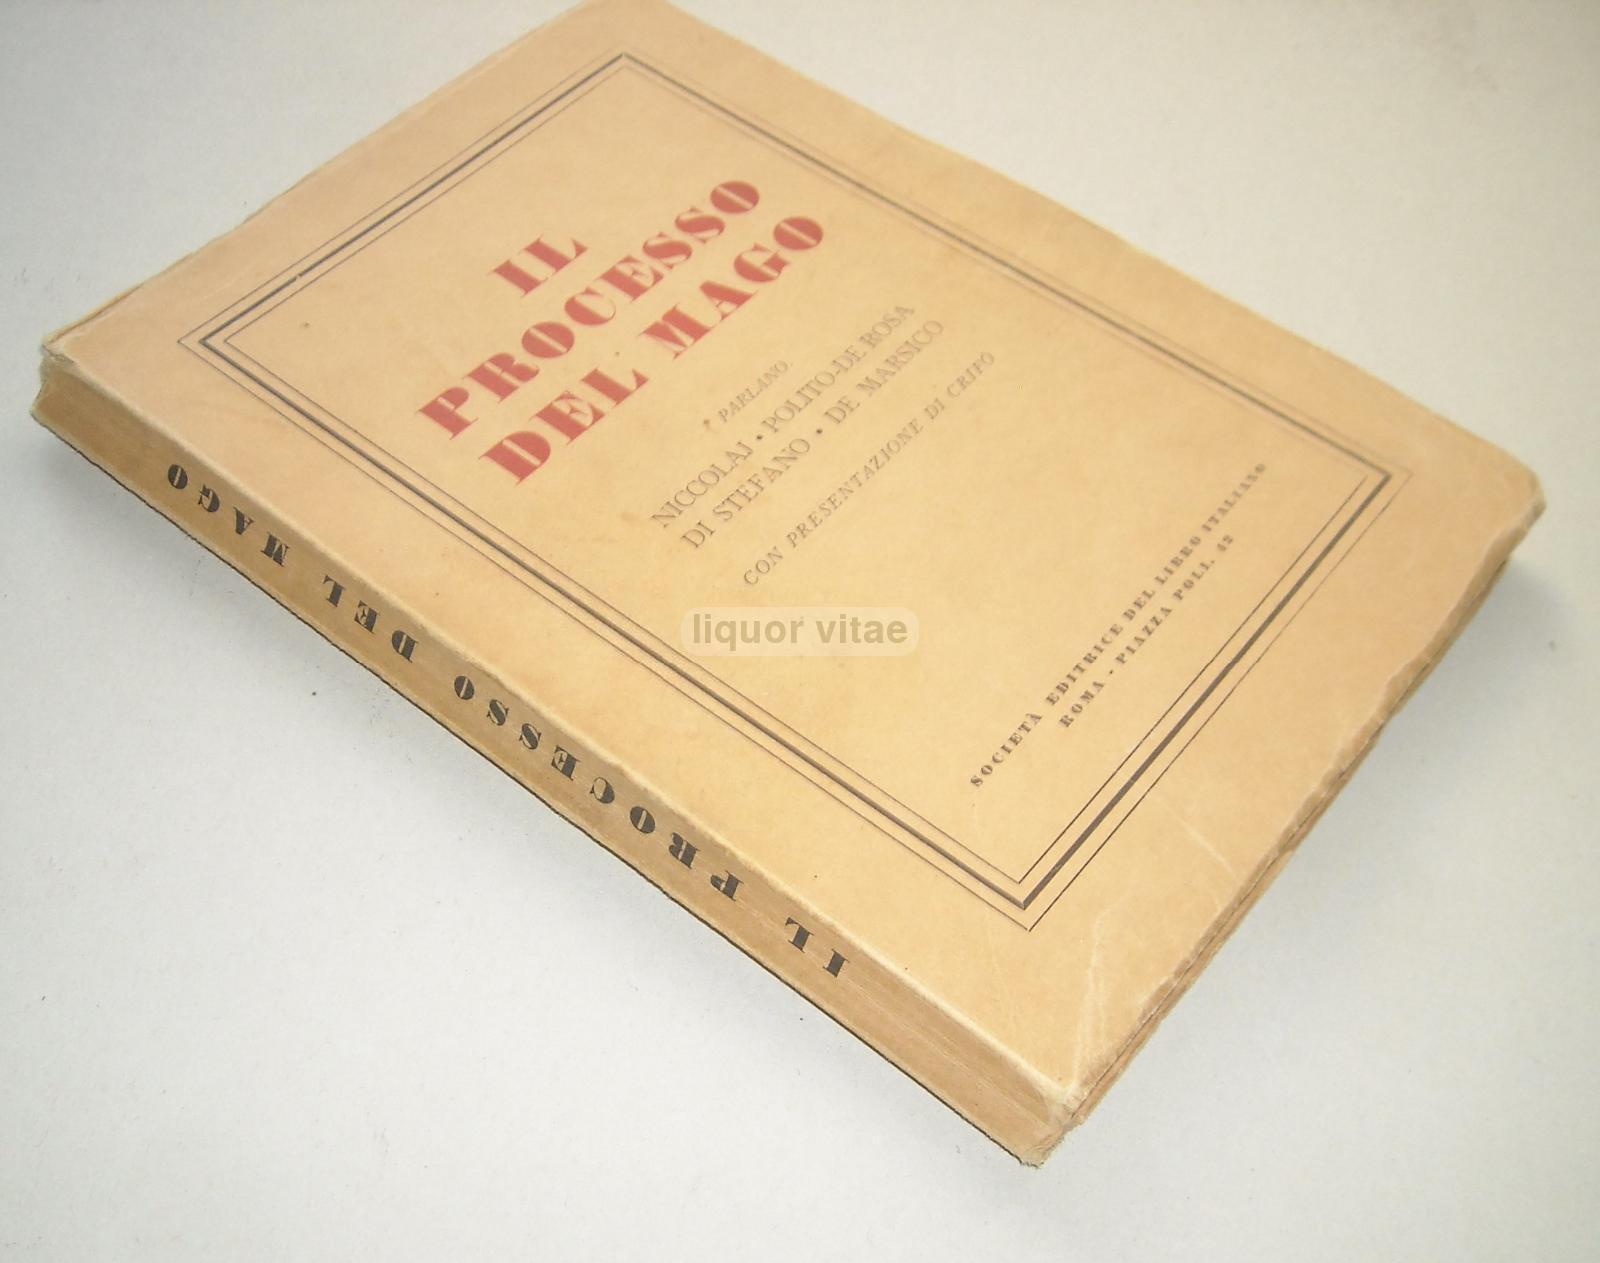 IL
PROCESSO
DEL MAGO
PARLANO:
NICCOLAJ • POLITO-DE ROSA
DI STEFANO • DE MARSICO
CON PRESENTAZIONE DI CRIFÒ
SOCIETÀ EDITRICE DEL LIBRO ITALIANO
ROMA - PIAZZA POLI, 42
IL PROCESSO DEL MAGO
liquor vitae